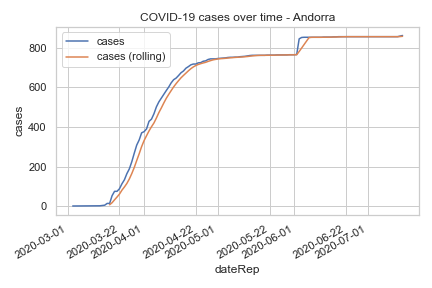 COVID-19 cases over time - Andorra
cases
cases (rolling)
800
600
400
200
0
cases
2020-03-01
2020-03-22
2020-04-01
2020-04-22
2020-05-01
2020-05-22
2020-06-01
2020-06-22
2020-07-01
dateRep